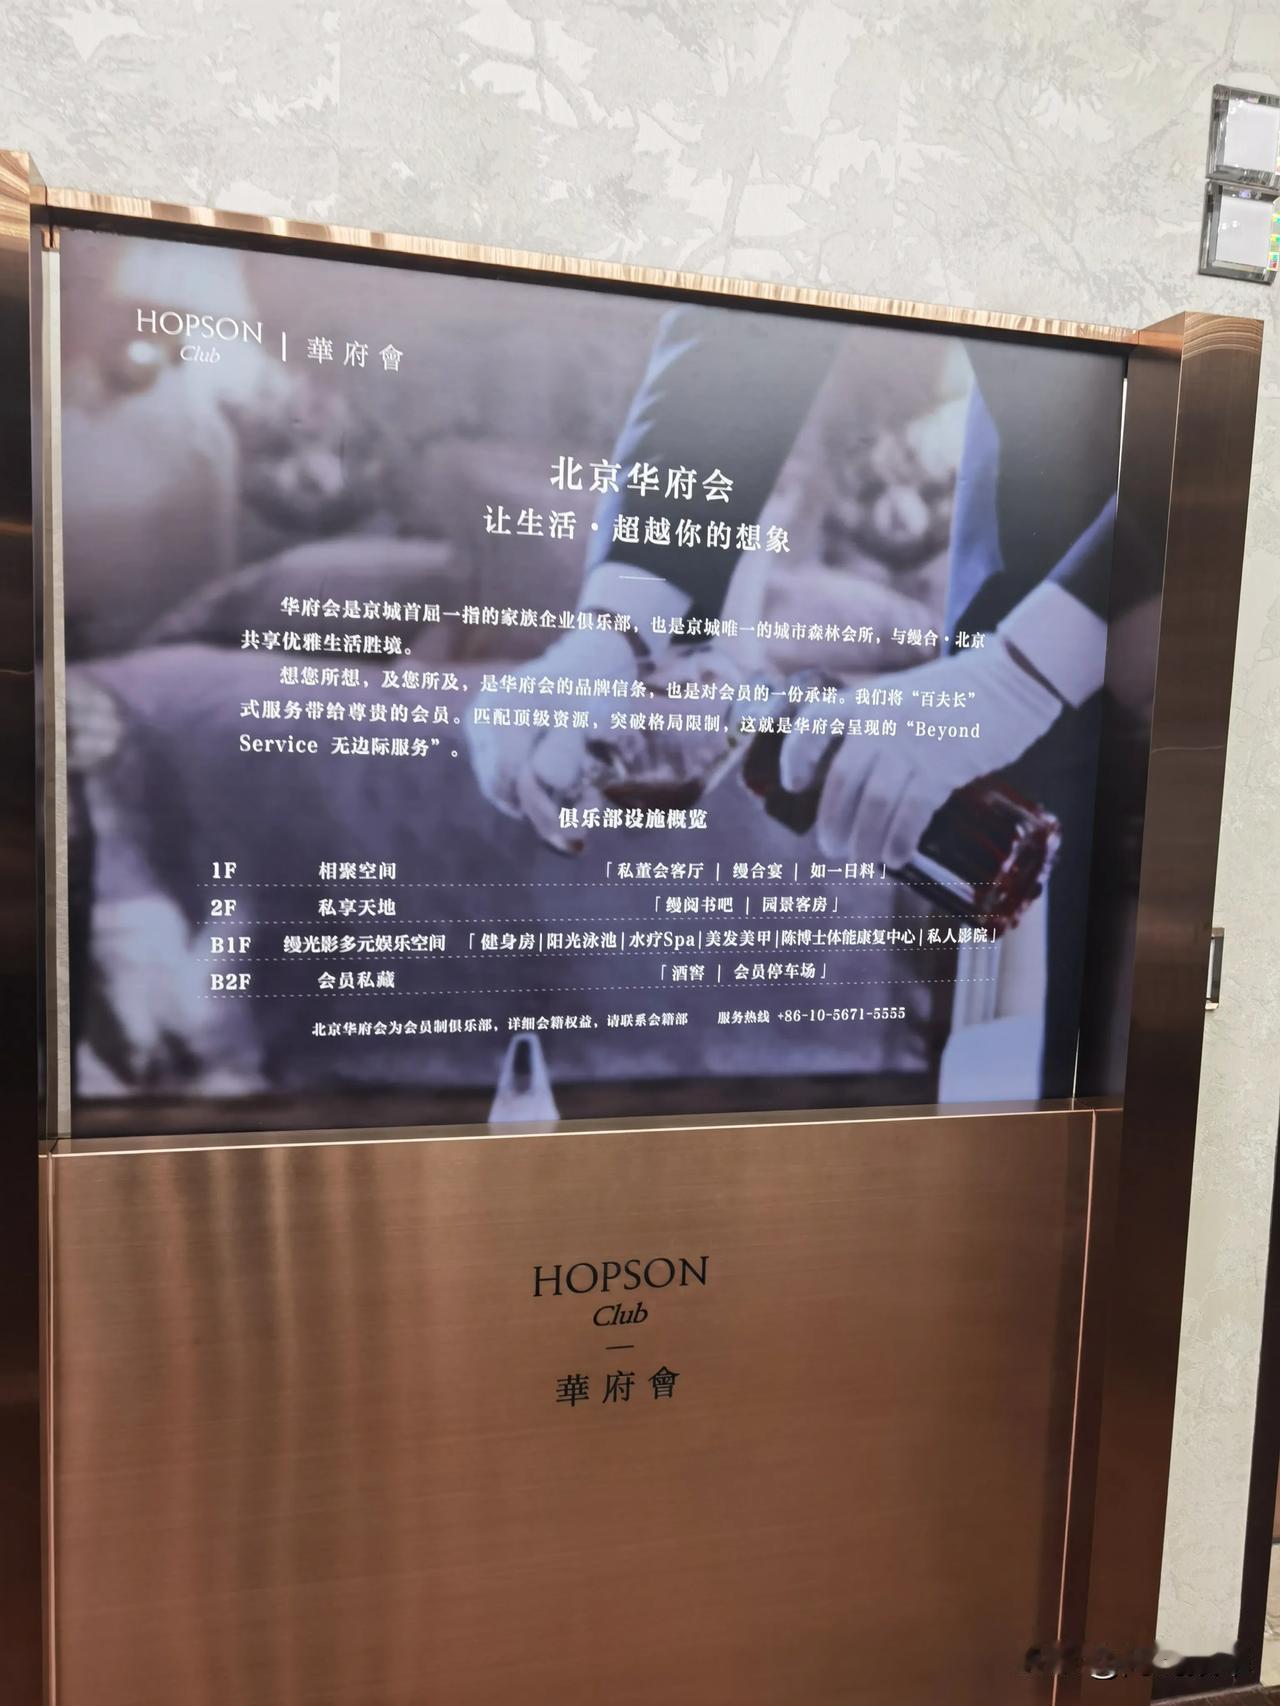 HOPSON
Club
華府會
北京华府会
让生活·超越你的想象
华府会是京城首屈一指的家族企业俱乐部，也是京城唯一的城市森林会所，与缦合·北京
共享优雅生活胜境。
想您所想，及您所及，是华府会的品牌信条，也是对会员的一份承诺。我们将“百夫长”
式服务带给尊贵的会员。匹配顶级资源，突破格局限制，这就是华府会呈现的“Beyond
Service 无边际服务”。
俱乐部设施概览
1F 相聚空间 「私董会客厅 | 缦合宴 | 如一日料」
2F 私享天地 「缦阅书吧 | 园景客房」
B1F 缦光影多元娱乐空间 「健身房|阳光泳池|水疗Spa|美发美甲|陈博士体能康复中心|私人影院」
B2F 会员私藏 「酒窖 | 会员停车场」
北京华府会为会员制俱乐部，详细会籍权益，请联系会籍部 服务热线 +86-10-5671-5555
HOPSON
Club
華府會